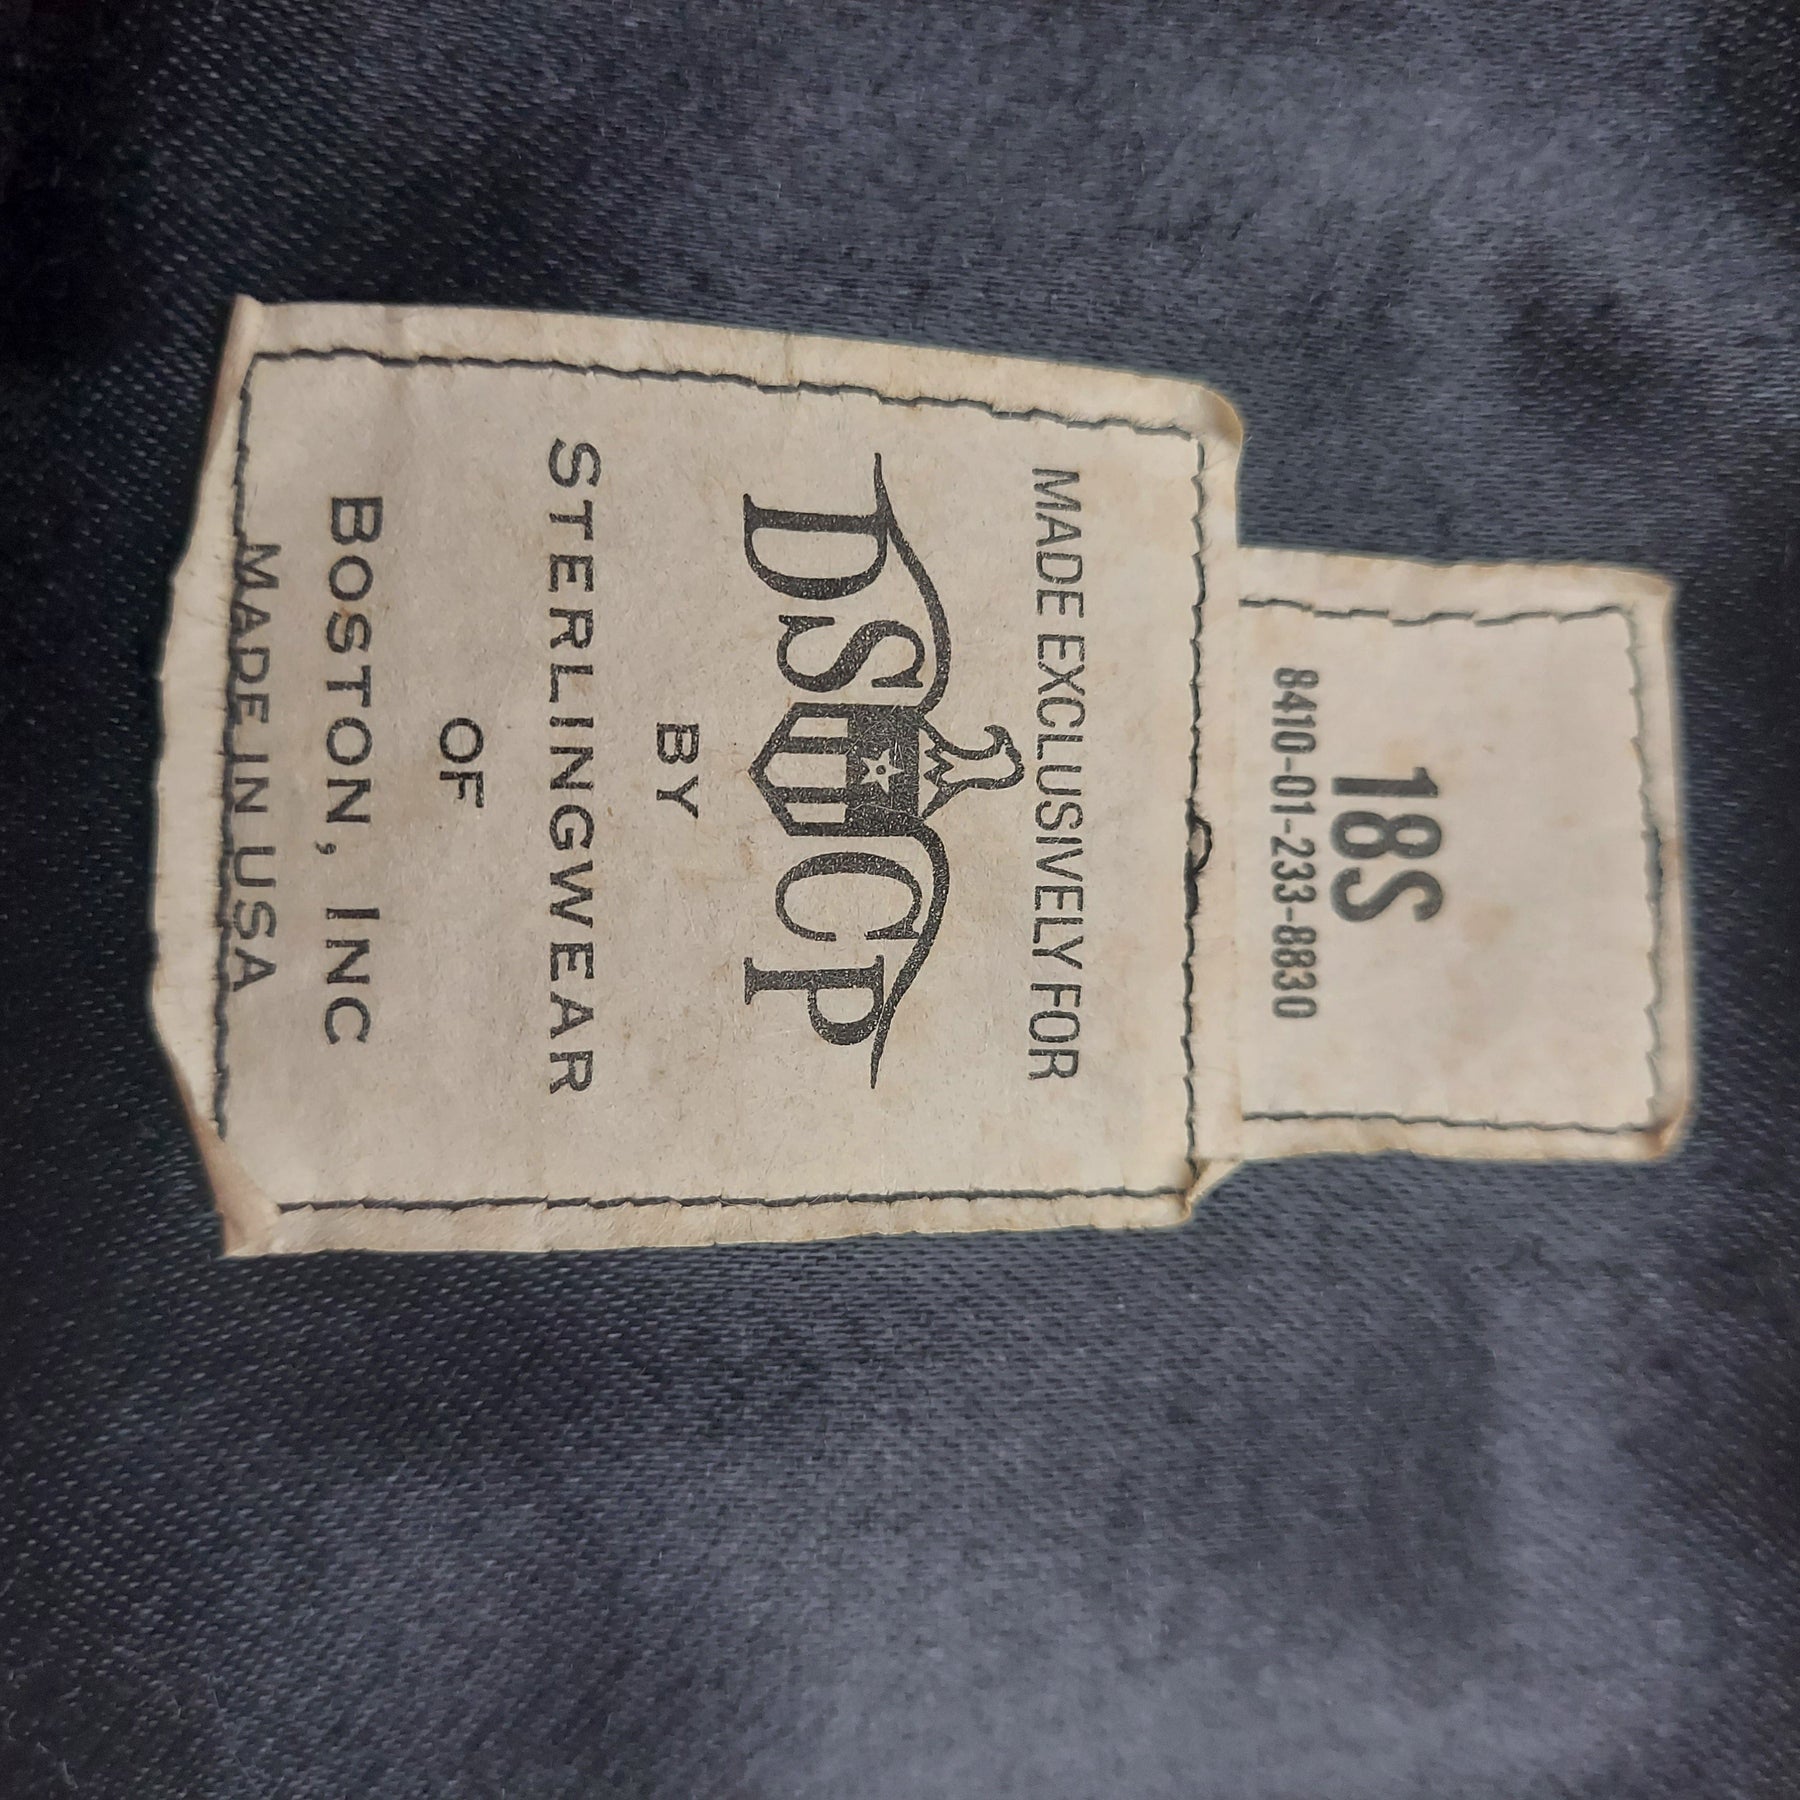 18S
8410-01-233-8830
MADE EXCLUSIVELY FOR
DSCP
BY
STERLINGWEAR
OF
BOSTON, INC
MADE IN USA